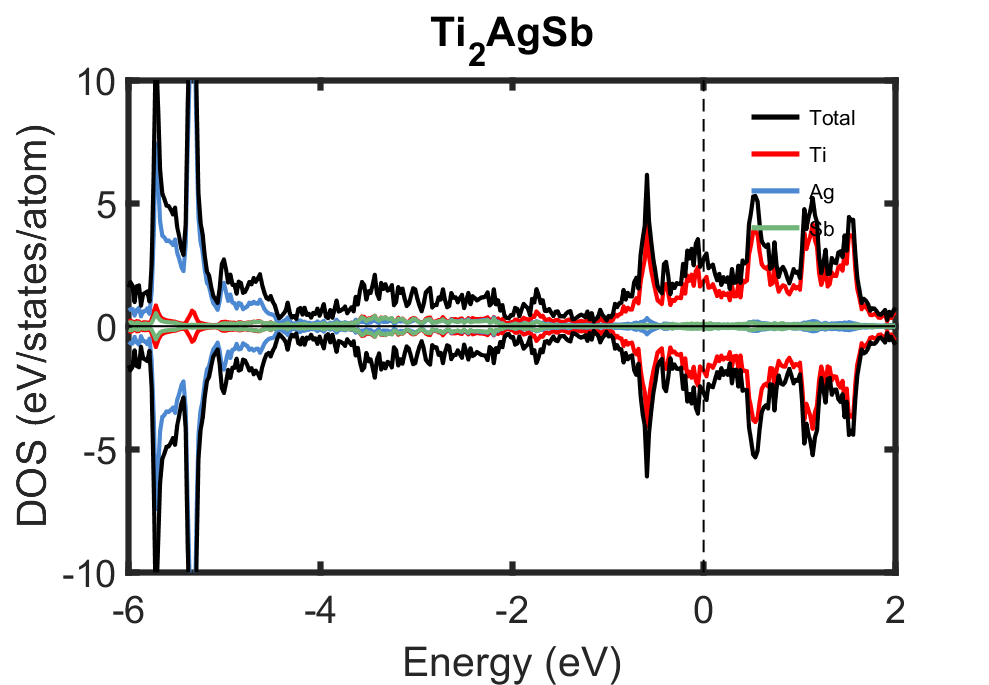 Ti2AgSb
10
5
0
-5
-10
DOS (eV/states/atom)
Total
Ti
Ag
Sb
-6
-4
-2
0
2
Energy (eV)